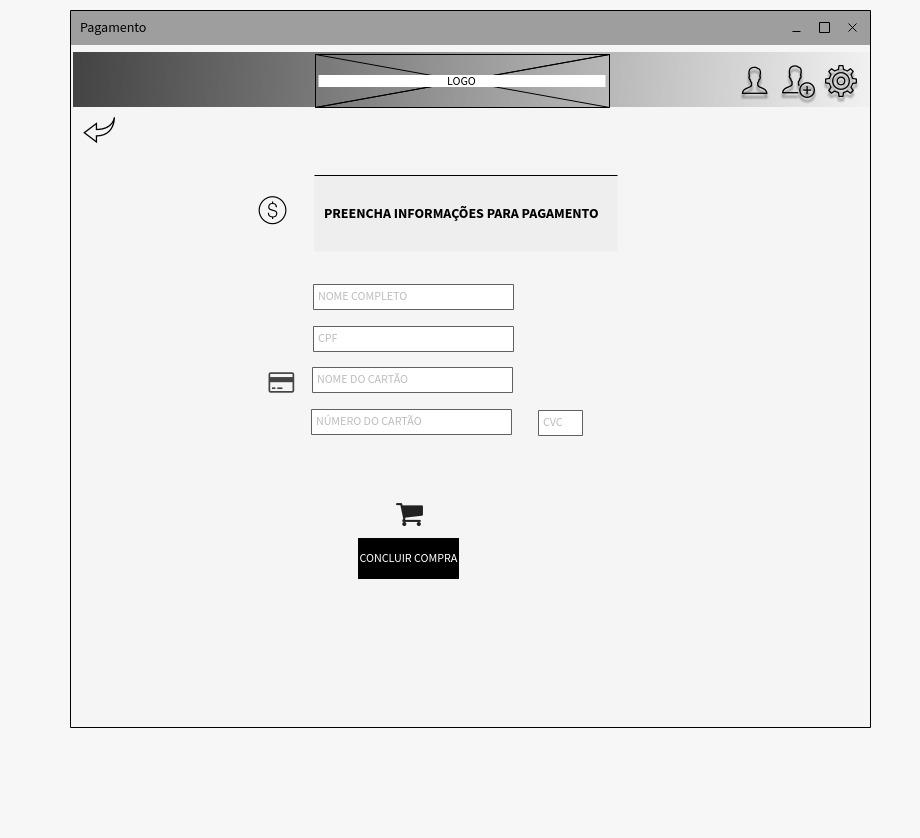 Pagamento
LOGO
PREENCHA INFORMAÇÕES PARA PAGAMENTO
NOME COMPLETO
CPF
NOME DO CARTÃO
NÚMERO DO CARTÃO
CVC
CONCLUIR COMPRA